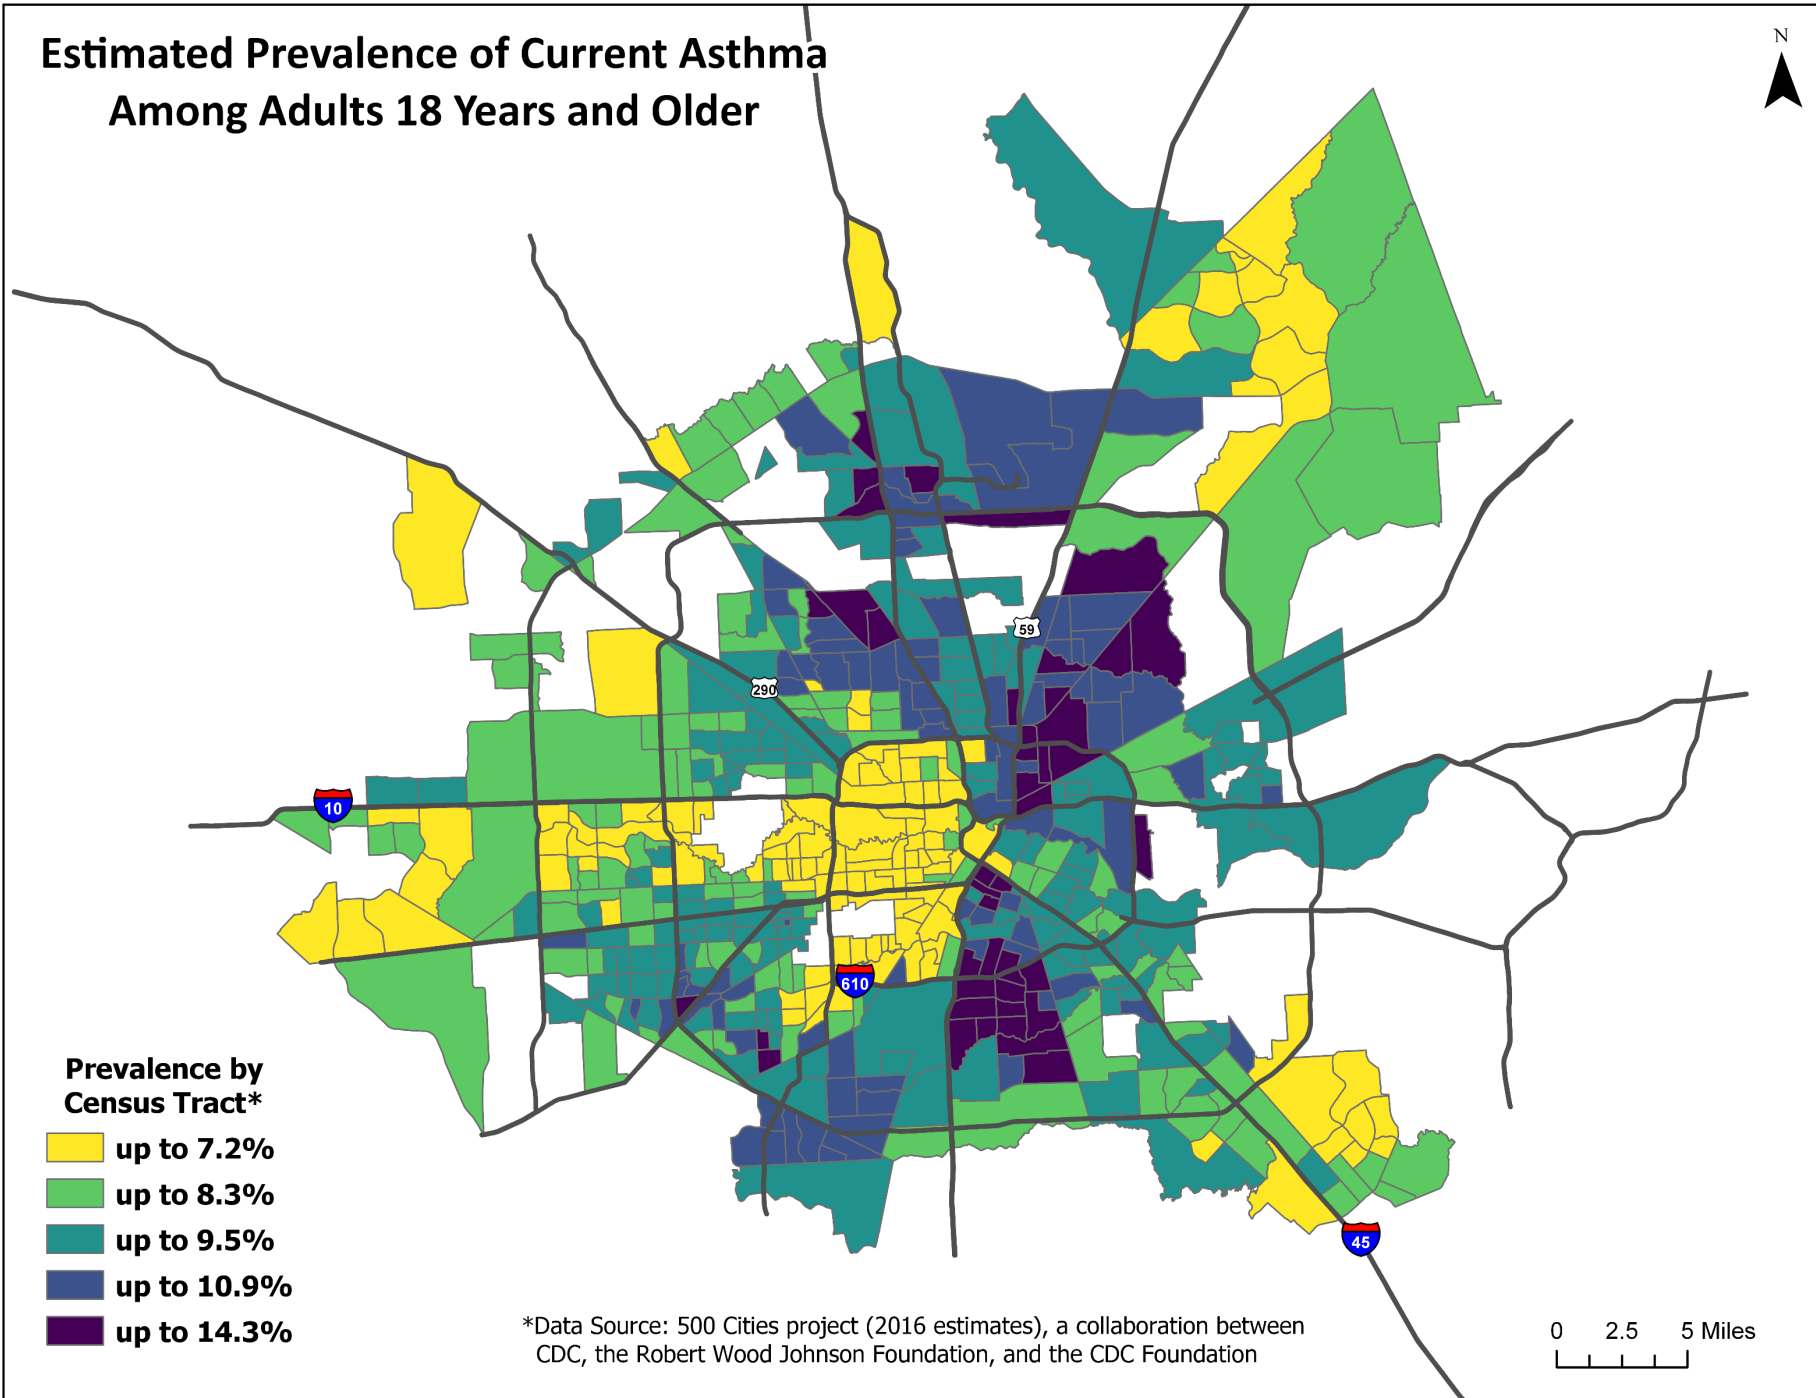 Estimated Prevalence of Current Asthma
Among Adults 18 Years and Older
N
59
290
10
610
45
Prevalence by
Census Tract*
up to 7.2%
up to 8.3%
up to 9.5%
up to 10.9%
up to 14.3%
*Data Source: 500 Cities project (2016 estimates), a collaboration between
CDC, the Robert Wood Johnson Foundation, and the CDC Foundation
0 2.5 5 Miles